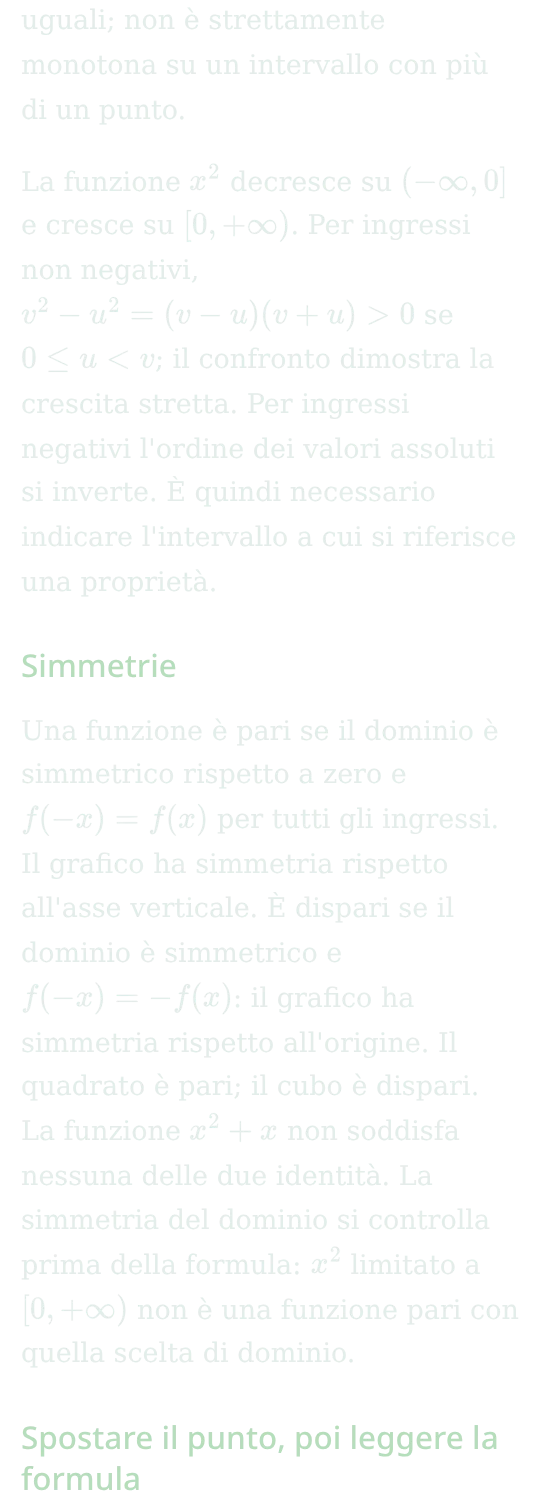 uguali; non è strettamente
monotona su un intervallo con più
di un punto.
La funzione x² decresce su (−∞, 0]
e cresce su [0, +∞). Per ingressi
non negativi,
v² − u² = (v − u)(v + u) > 0 se
0 ≤ u < v; il confronto dimostra la
crescita stretta. Per ingressi
negativi l'ordine dei valori assoluti
si inverte. È quindi necessario
indicare l'intervallo a cui si riferisce
una proprietà.
Simmetrie
Una funzione è pari se il dominio è
simmetrico rispetto a zero e
f(−x) = f(x) per tutti gli ingressi.
Il grafico ha simmetria rispetto
all'asse verticale. È dispari se il
dominio è simmetrico e
f(−x) = −f(x): il grafico ha
simmetria rispetto all'origine. Il
quadrato è pari; il cubo è dispari.
La funzione x² + x non soddisfa
nessuna delle due identità. La
simmetria del dominio si controlla
prima della formula: x² limitato a
[0, +∞) non è una funzione pari con
quella scelta di dominio.
Spostare il punto, poi leggere la
formula